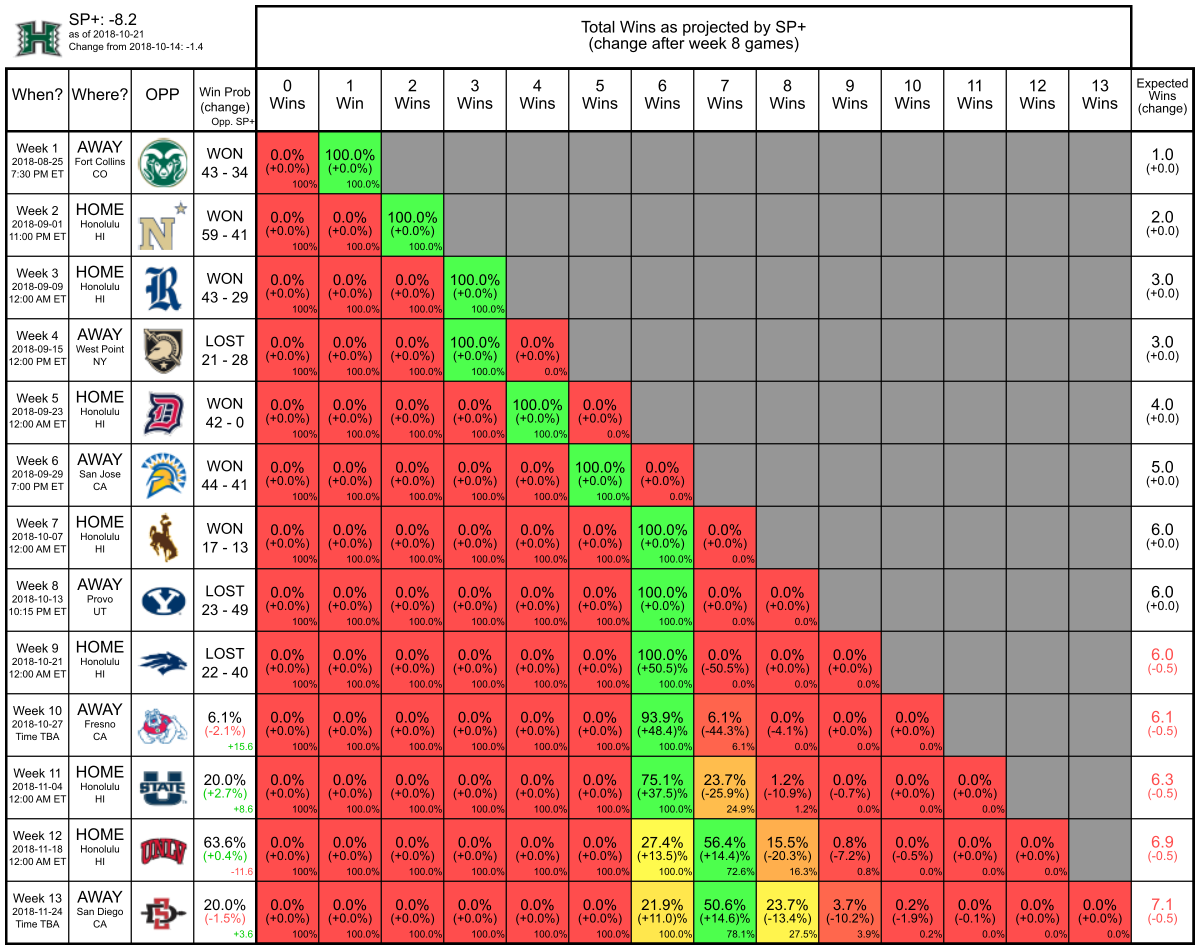 SP+: -8.2
as of 2018-10-21
Change from 2018-10-14: -1.4
Total Wins as projected by SP+
(change after week 8 games)
When? Where? OPP Win Prob (change) Opp. SP+ 0 Wins 1 Win 2 Wins 3 Wins 4 Wins 5 Wins 6 Wins 7 Wins 8 Wins 9 Wins 10 Wins 11 Wins 12 Wins 13 Wins Expected Wins (change)
Week 1 AWAY WON 0.0% 100.0% 1.0
2018-08-25 Fort Collins 43 - 34 (+0.0%) (+0.0%) (+0.0)
7:30 PM ET CO 100% 100.0%
Week 2 HOME N WON 0.0% 0.0% 100.0% 2.0
2018-09-01 Honolulu 59 - 41 (+0.0%) (+0.0%) (+0.0%) (+0.0)
11:00 PM ET HI 100% 100.0% 100.0%
Week 3 HOME R WON 0.0% 0.0% 0.0% 100.0% 3.0
2018-09-09 Honolulu 43 - 29 (+0.0%) (+0.0%) (+0.0%) (+0.0%) (+0.0)
12:00 AM ET HI 100% 100.0% 100.0% 100.0%
Week 4 AWAY LOST 0.0% 0.0% 0.0% 100.0% 0.0% 3.0
2018-09-15 West Point 21 - 28 (+0.0%) (+0.0%) (+0.0%) (+0.0%) (+0.0%) (+0.0)
12:00 PM ET NY 100% 100.0% 100.0% 100.0% 0.0%
Week 5 HOME D WON 0.0% 0.0% 0.0% 0.0% 100.0% 0.0% 4.0
2018-09-23 Honolulu 42 - 0 (+0.0%) (+0.0%) (+0.0%) (+0.0%) (+0.0%) (+0.0%) (+0.0)
12:00 AM ET HI 100% 100.0% 100.0% 100.0% 100.0% 0.0%
Week 6 AWAY WON 0.0% 0.0% 0.0% 0.0% 0.0% 100.0% 0.0% 5.0
2018-09-29 San Jose 44 - 41 (+0.0%) (+0.0%) (+0.0%) (+0.0%) (+0.0%) (+0.0%) (+0.0%) (+0.0)
7:00 PM ET CA 100% 100.0% 100.0% 100.0% 100.0% 100.0% 0.0%
Week 7 HOME WON 0.0% 0.0% 0.0% 0.0% 0.0% 0.0% 100.0% 0.0% 6.0
2018-10-07 Honolulu 17 - 13 (+0.0%) (+0.0%) (+0.0%) (+0.0%) (+0.0%) (+0.0%) (+0.0%) (+0.0%) (+0.0)
12:00 AM ET HI 100% 100.0% 100.0% 100.0% 100.0% 100.0% 100.0% 0.0%
Week 8 AWAY Y LOST 0.0% 0.0% 0.0% 0.0% 0.0% 0.0% 100.0% 0.0% 0.0% 6.0
2018-10-13 Provo 23 - 49 (+0.0%) (+0.0%) (+0.0%) (+0.0%) (+0.0%) (+0.0%) (+0.0%) (+0.0%) (+0.0%) (+0.0)
10:15 PM ET UT 100% 100.0% 100.0% 100.0% 100.0% 100.0% 100.0% 0.0% 0.0%
Week 9 HOME LOST 0.0% 0.0% 0.0% 0.0% 0.0% 0.0% 100.0% 0.0% 0.0% 0.0% 6.0
2018-10-21 Honolulu 22 - 40 (+0.0%) (+0.0%) (+0.0%) (+0.0%) (+0.0%) (+0.0%) (+50.5)% (-50.5%) (+0.0%) (+0.0%) (-0.5)
12:00 AM ET HI 100% 100.0% 100.0% 100.0% 100.0% 100.0% 100.0% 0.0% 0.0% 0.0%
Week 10 AWAY 6.1% 0.0% 0.0% 0.0% 0.0% 0.0% 0.0% 93.9% 6.1% 0.0% 0.0% 0.0% 6.1
2018-10-27 Fresno (-2.1%) (+0.0%) (+0.0%) (+0.0%) (+0.0%) (+0.0%) (+0.0%) (+48.4)% (-44.3%) (-4.1%) (+0.0%) (+0.0%) (-0.5)
Time TBA CA +15.6 100% 100.0% 100.0% 100.0% 100.0% 100.0% 100.0% 6.1% 0.0% 0.0% 0.0%
Week 11 HOME U STATE 20.0% 0.0% 0.0% 0.0% 0.0% 0.0% 0.0% 75.1% 23.7% 1.2% 0.0% 0.0% 0.0% 6.3
2018-11-04 Honolulu (+2.7%) (+0.0%) (+0.0%) (+0.0%) (+0.0%) (+0.0%) (+0.0%) (+37.5)% (-25.9%) (-10.9%) (-0.7%) (+0.0%) (+0.0%) (-0.5)
12:00 AM ET HI +8.6 100% 100.0% 100.0% 100.0% 100.0% 100.0% 100.0% 24.9% 1.2% 0.0% 0.0% 0.0%
Week 12 HOME UNLV 63.6% 0.0% 0.0% 0.0% 0.0% 0.0% 0.0% 27.4% 56.4% 15.5% 0.8% 0.0% 0.0% 0.0% 6.9
2018-11-18 Honolulu (+0.4%) (+0.0%) (+0.0%) (+0.0%) (+0.0%) (+0.0%) (+0.0%) (+13.5)% (+14.4)% (-20.3%) (-7.2%) (-0.5%) (+0.0%) (+0.0%) (-0.5)
12:00 AM ET HI -11.6 100% 100.0% 100.0% 100.0% 100.0% 100.0% 100.0% 72.6% 16.3% 0.8% 0.0% 0.0% 0.0%
Week 13 AWAY SD 20.0% 0.0% 0.0% 0.0% 0.0% 0.0% 0.0% 21.9% 50.6% 23.7% 3.7% 0.2% 0.0% 0.0% 0.0% 7.1
2018-11-24 San Diego (-1.5%) (+0.0%) (+0.0%) (+0.0%) (+0.0%) (+0.0%) (+0.0%) (+11.0)% (+14.6)% (-13.4%) (-10.2%) (-1.9%) (-0.1%) (+0.0%) (+0.0%) (-0.5)
Time TBA CA +3.6 100% 100.0% 100.0% 100.0% 100.0% 100.0% 100.0% 78.1% 27.5% 3.9% 0.2% 0.0% 0.0% 0.0%